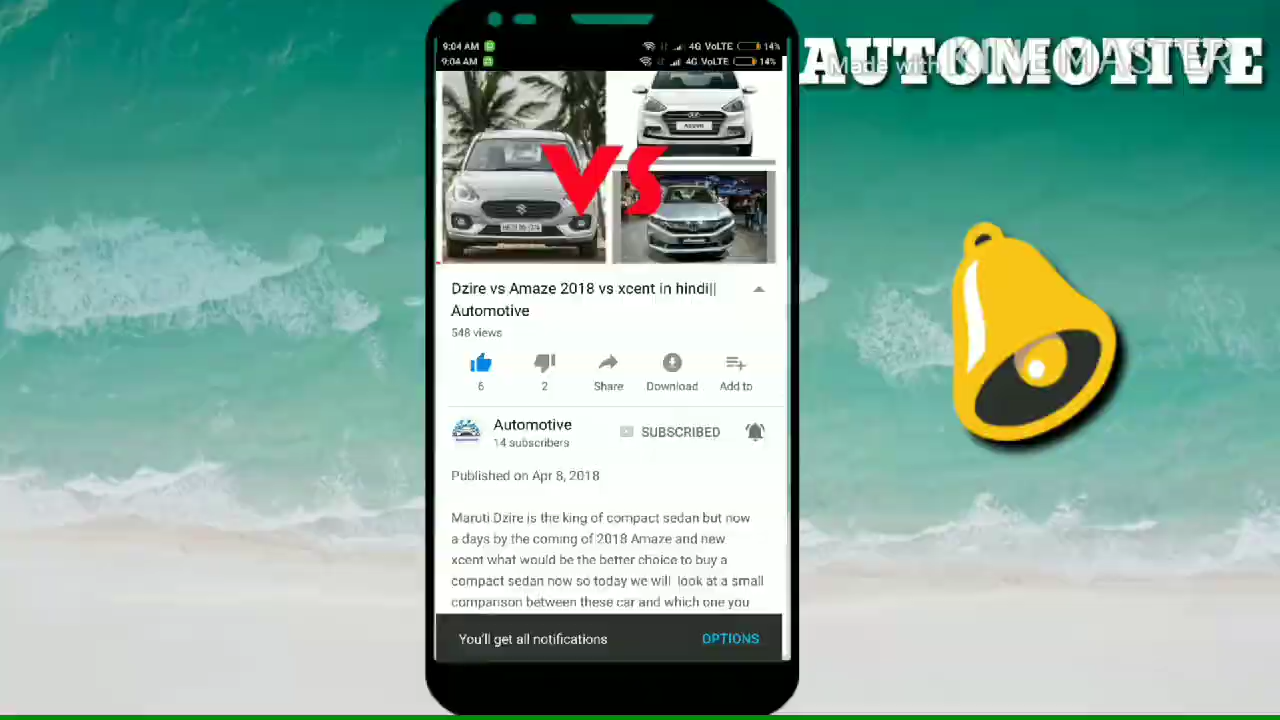 AUTOMOTIVE
Made with KINEMASTER
9:04 AM 4G VoLTE 14%
9:04 AM 4G VoLTE 14%
VS
Dzire vs Amaze 2018 vs xcent in hindi||
Automotive
548 views
6 2 Share Download Add to
Automotive
14 subscribers
SUBSCRIBED
Published on Apr 8, 2018
Maruti Dzire is the king of compact sedan but now
a days by the coming of 2018 Amaze and new
xcent what would be the better choice to buy a
compact sedan now so today we will look at a small
comparison between these car and which one you
You'll get all notifications OPTIONS